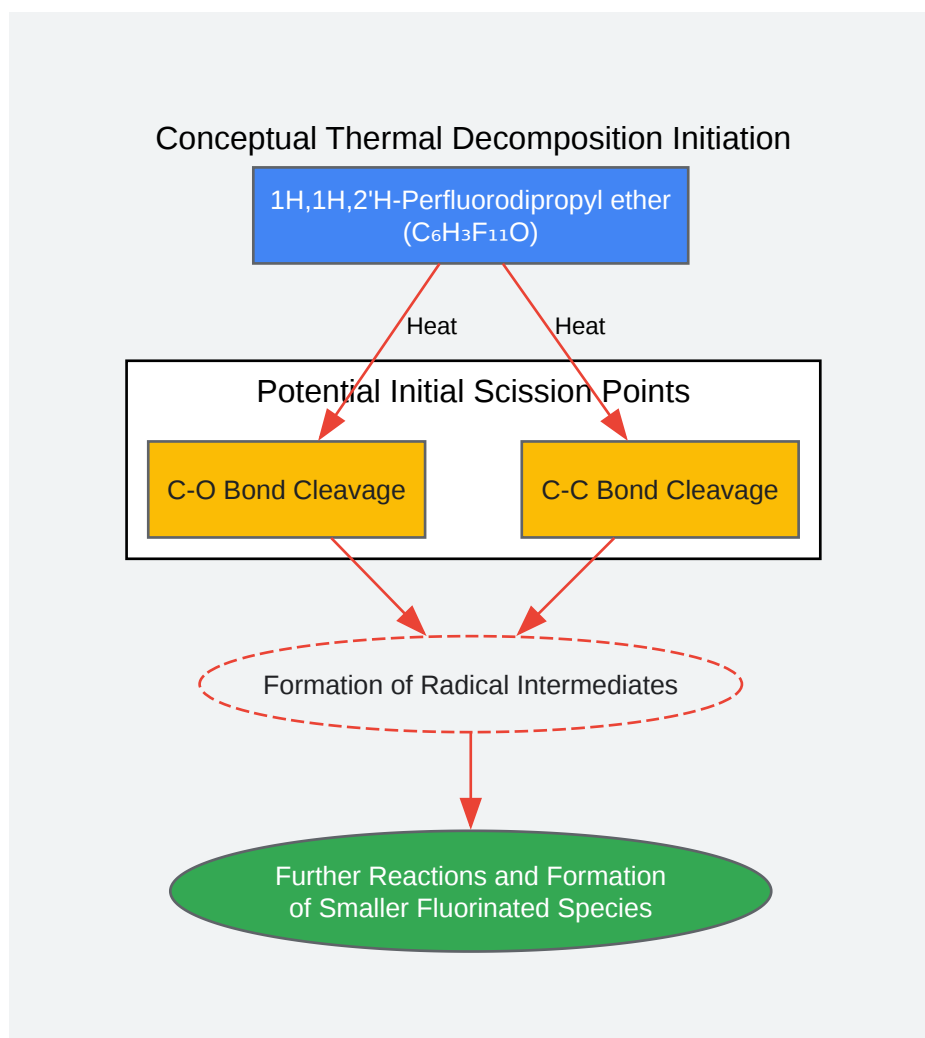 Conceptual Thermal Decomposition Initiation
1H,1H,2'H-Perfluorodipropyl ether
(C₆H₃F₁₁O)
Heat
Heat
Potential Initial Scission Points
C-O Bond Cleavage
C-C Bond Cleavage
Formation of Radical Intermediates
Further Reactions and Formation
of Smaller Fluorinated Species